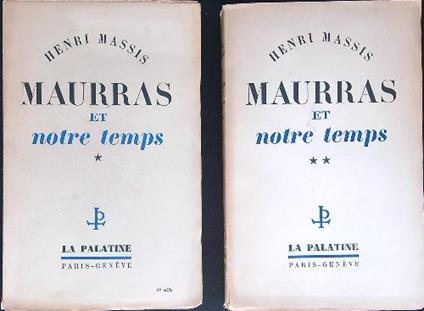 HENRI MASSIS
MAURRAS
ET
notre temps
*
LA PALATINE
PARIS-GENÈVE
HENRI MASSIS
MAURRAS
ET
notre temps
**
LA PALATINE
PARIS-GENÈVE